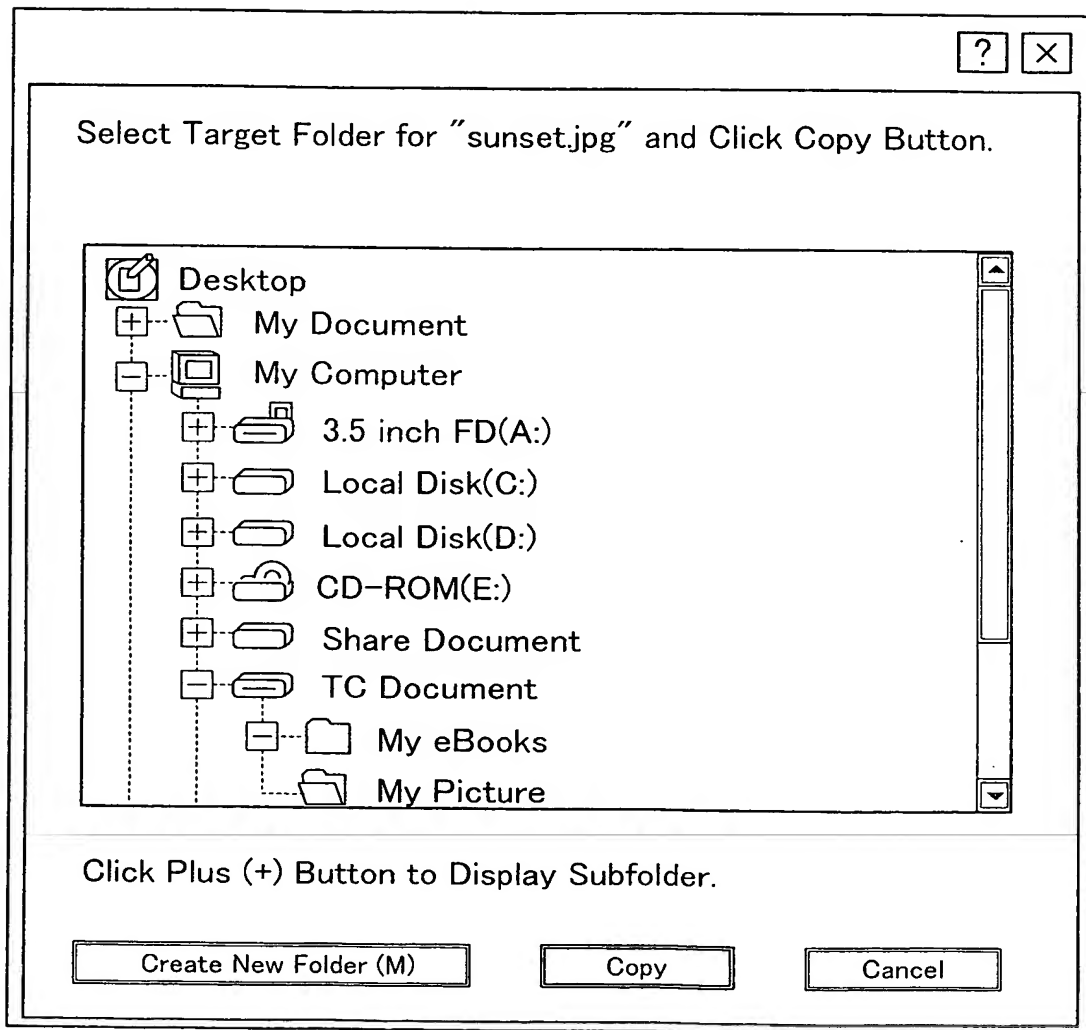 ?
Select Target Folder for ″sunset.jpg″ and Click Copy Button.
Desktop
My Document
My Computer
3.5 inch FD(A:)
Local Disk(C:)
Local Disk(D:)
CD-ROM(E:)
Share Document
TC Document
My eBooks
My Picture
Click Plus (+) Button to Display Subfolder.
Create New Folder (M)
Copy
Cancel